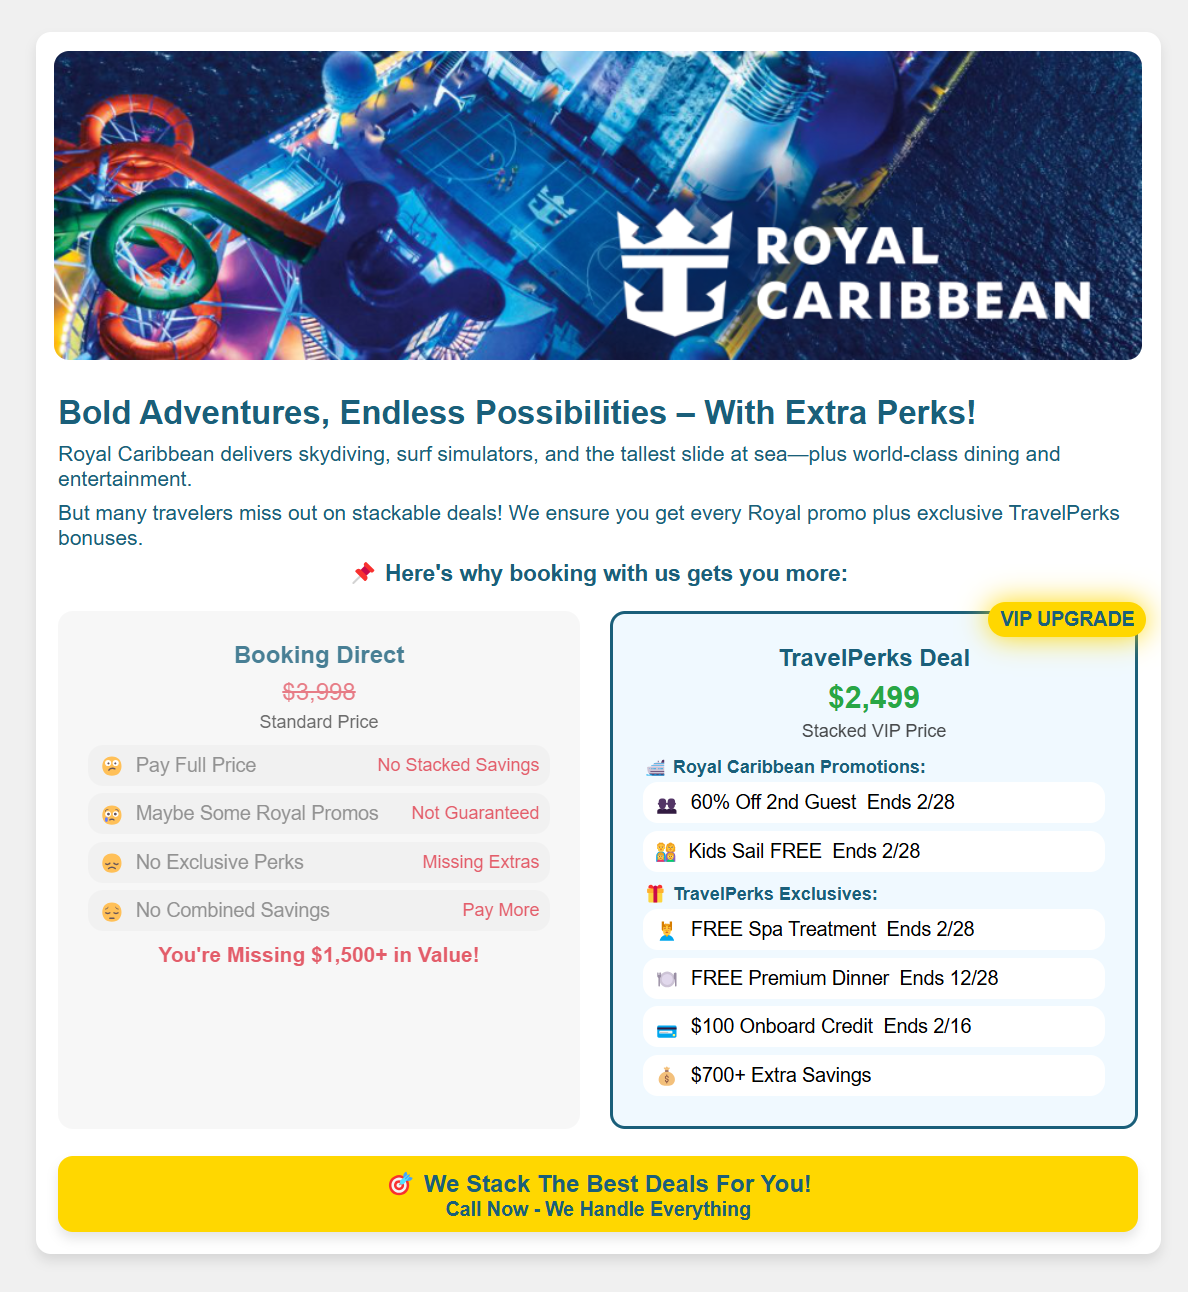 ROYAL
CARIBBEAN
Bold Adventures, Endless Possibilities – With Extra Perks!
Royal Caribbean delivers skydiving, surf simulators, and the tallest slide at sea—plus world-class dining and
entertainment.
But many travelers miss out on stackable deals! We ensure you get every Royal promo plus exclusive TravelPerks
bonuses.
📌 Here's why booking with us gets you more:
Booking Direct
$3,998
Standard Price
Pay Full Price No Stacked Savings
Maybe Some Royal Promos Not Guaranteed
No Exclusive Perks Missing Extras
No Combined Savings Pay More
You're Missing $1,500+ in Value!
VIP UPGRADE
TravelPerks Deal
$2,499
Stacked VIP Price
Royal Caribbean Promotions:
60% Off 2nd Guest Ends 2/28
Kids Sail FREE Ends 2/28
TravelPerks Exclusives:
FREE Spa Treatment Ends 2/28
FREE Premium Dinner Ends 12/28
$100 Onboard Credit Ends 2/16
$700+ Extra Savings
We Stack The Best Deals For You!
Call Now - We Handle Everything